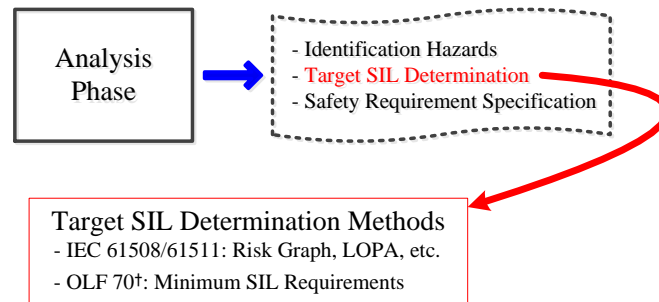 Analysis
Phase
- Identification Hazards
- Target SIL Determination
- Safety Requirement Specification
Target SIL Determination Methods
- IEC 61508/61511: Risk Graph, LOPA, etc.
- OLF 70†: Minimum SIL Requirements